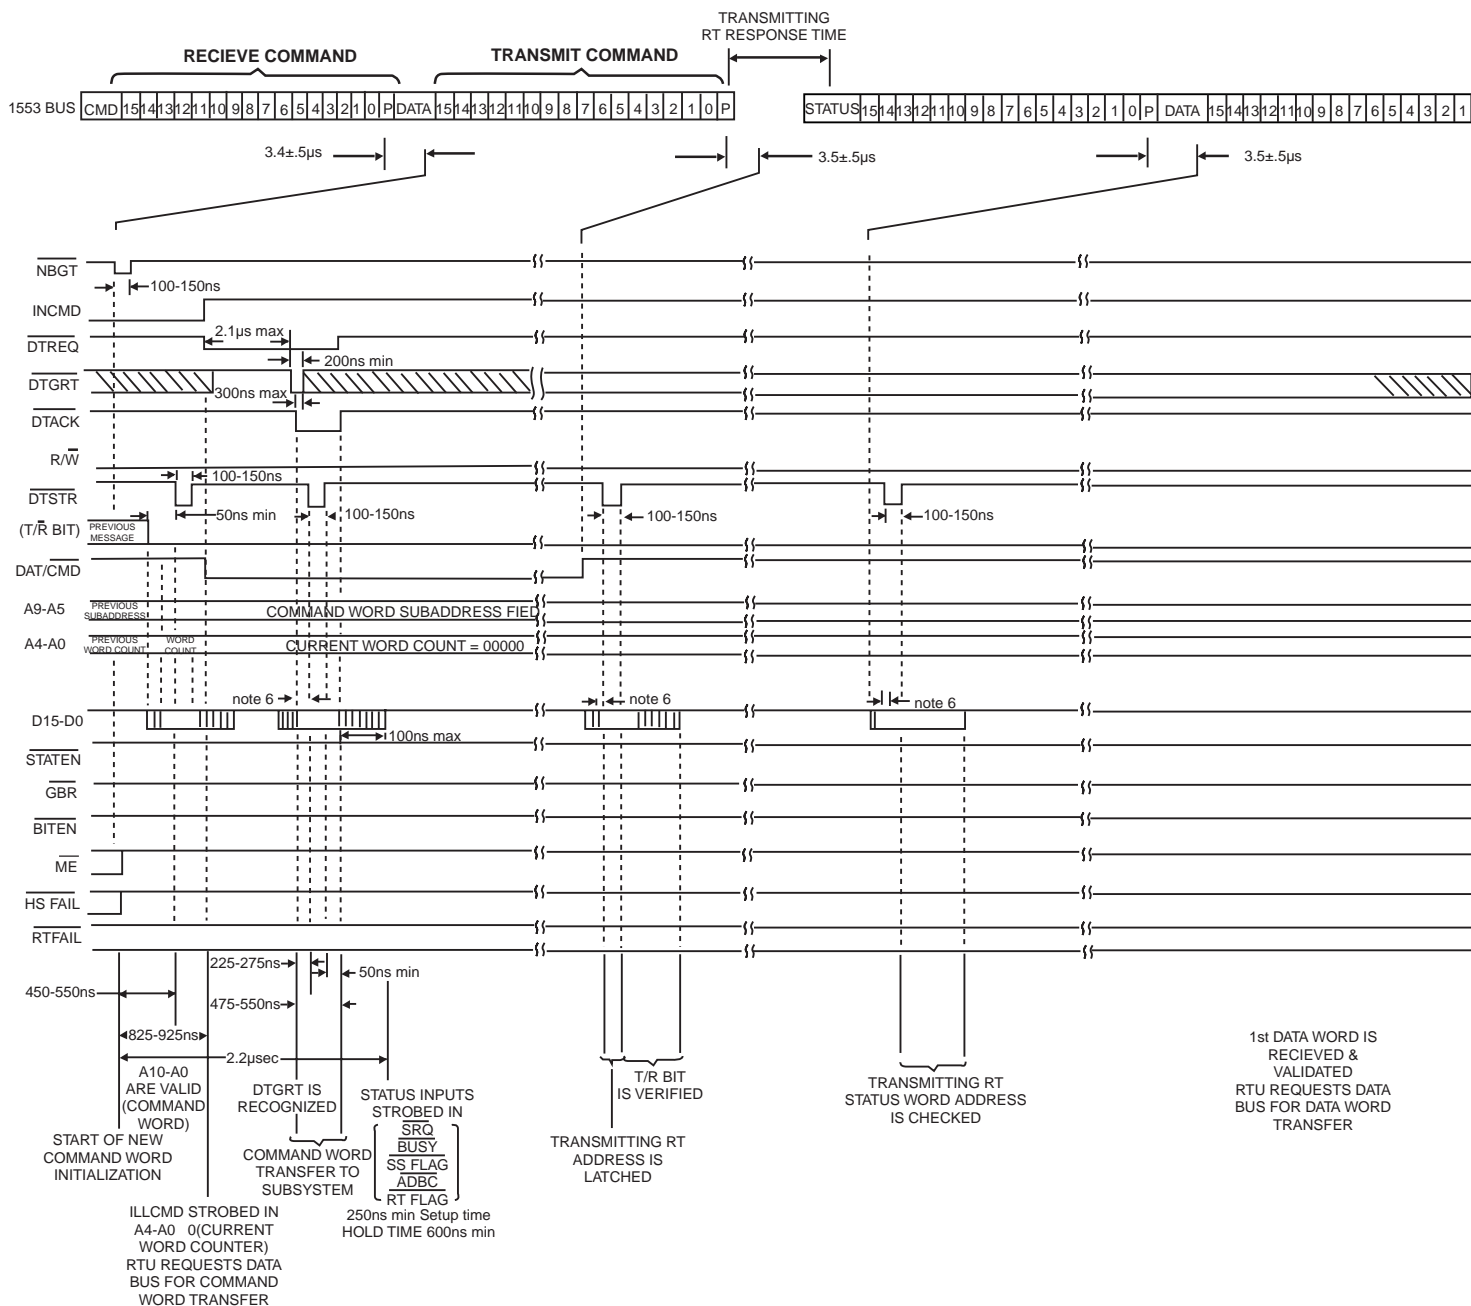 TRANSMITTING
RT RESPONSE TIME
RECIEVE COMMAND
TRANSMIT COMMAND
1553 BUS CMD 15 14 13 12 11 10 9 8 7 6 5 4 3 2 1 0 P DATA 15 14 13 12 11 10 9 8 7 6 5 4 3 2 1 0 P STATUS 15 14 13 12 11 10 9 8 7 6 5 4 3 2 1 0 P DATA 15 14 13 12 11 10 9 8 7 6 5 4 3 2 1
3.4±.5µs
3.5±.5µs
3.5±.5µs
NBGT
100-150ns
INCMD
2.1µs max
DTREQ
200ns min
DTGRT
300ns max
DTACK
R/W
100-150ns
DTSTR
50ns min
100-150ns
100-150ns
100-150ns
(T/R BIT)
PREVIOUS
MESSAGE
DAT/CMD
A9-A5
PREVIOUS
SUBADDRESS
COMMAND WORD SUBADDRESS FIED
A4-A0
PREVIOUS
WORD COUNT
WORD
COUNT
CURRENT WORD COUNT = 00000
note 6
note 6
note 6
D15-D0
100ns max
STATEN
GBR
BITEN
ME
HS FAIL
RTFAIL
225-275ns
50ns min
450-550ns
475-550ns
825-925ns
2.2µsec
A10-A0
ARE VALID
(COMMAND
WORD)
START OF NEW
COMMAND WORD
INITIALIZATION
ILLCMD STROBED IN
A4-A0 0(CURRENT
WORD COUNTER)
RTU REQUESTS DATA
BUS FOR COMMAND
WORD TRANSFER
DTGRT IS
RECOGNIZED
COMMAND WORD
TRANSFER TO
SUBSYSTEM
STATUS INPUTS
STROBED IN
SRQ
BUSY
SS FLAG
ADBC
RT FLAG
250ns min Setup time
HOLD TIME 600ns min
T/R BIT
IS VERIFIED
TRANSMITTING RT
ADDRESS IS
LATCHED
TRANSMITTING RT
STATUS WORD ADDRESS
IS CHECKED
1st DATA WORD IS
RECIEVED &
VALIDATED
RTU REQUESTS DATA
BUS FOR DATA WORD
TRANSFER